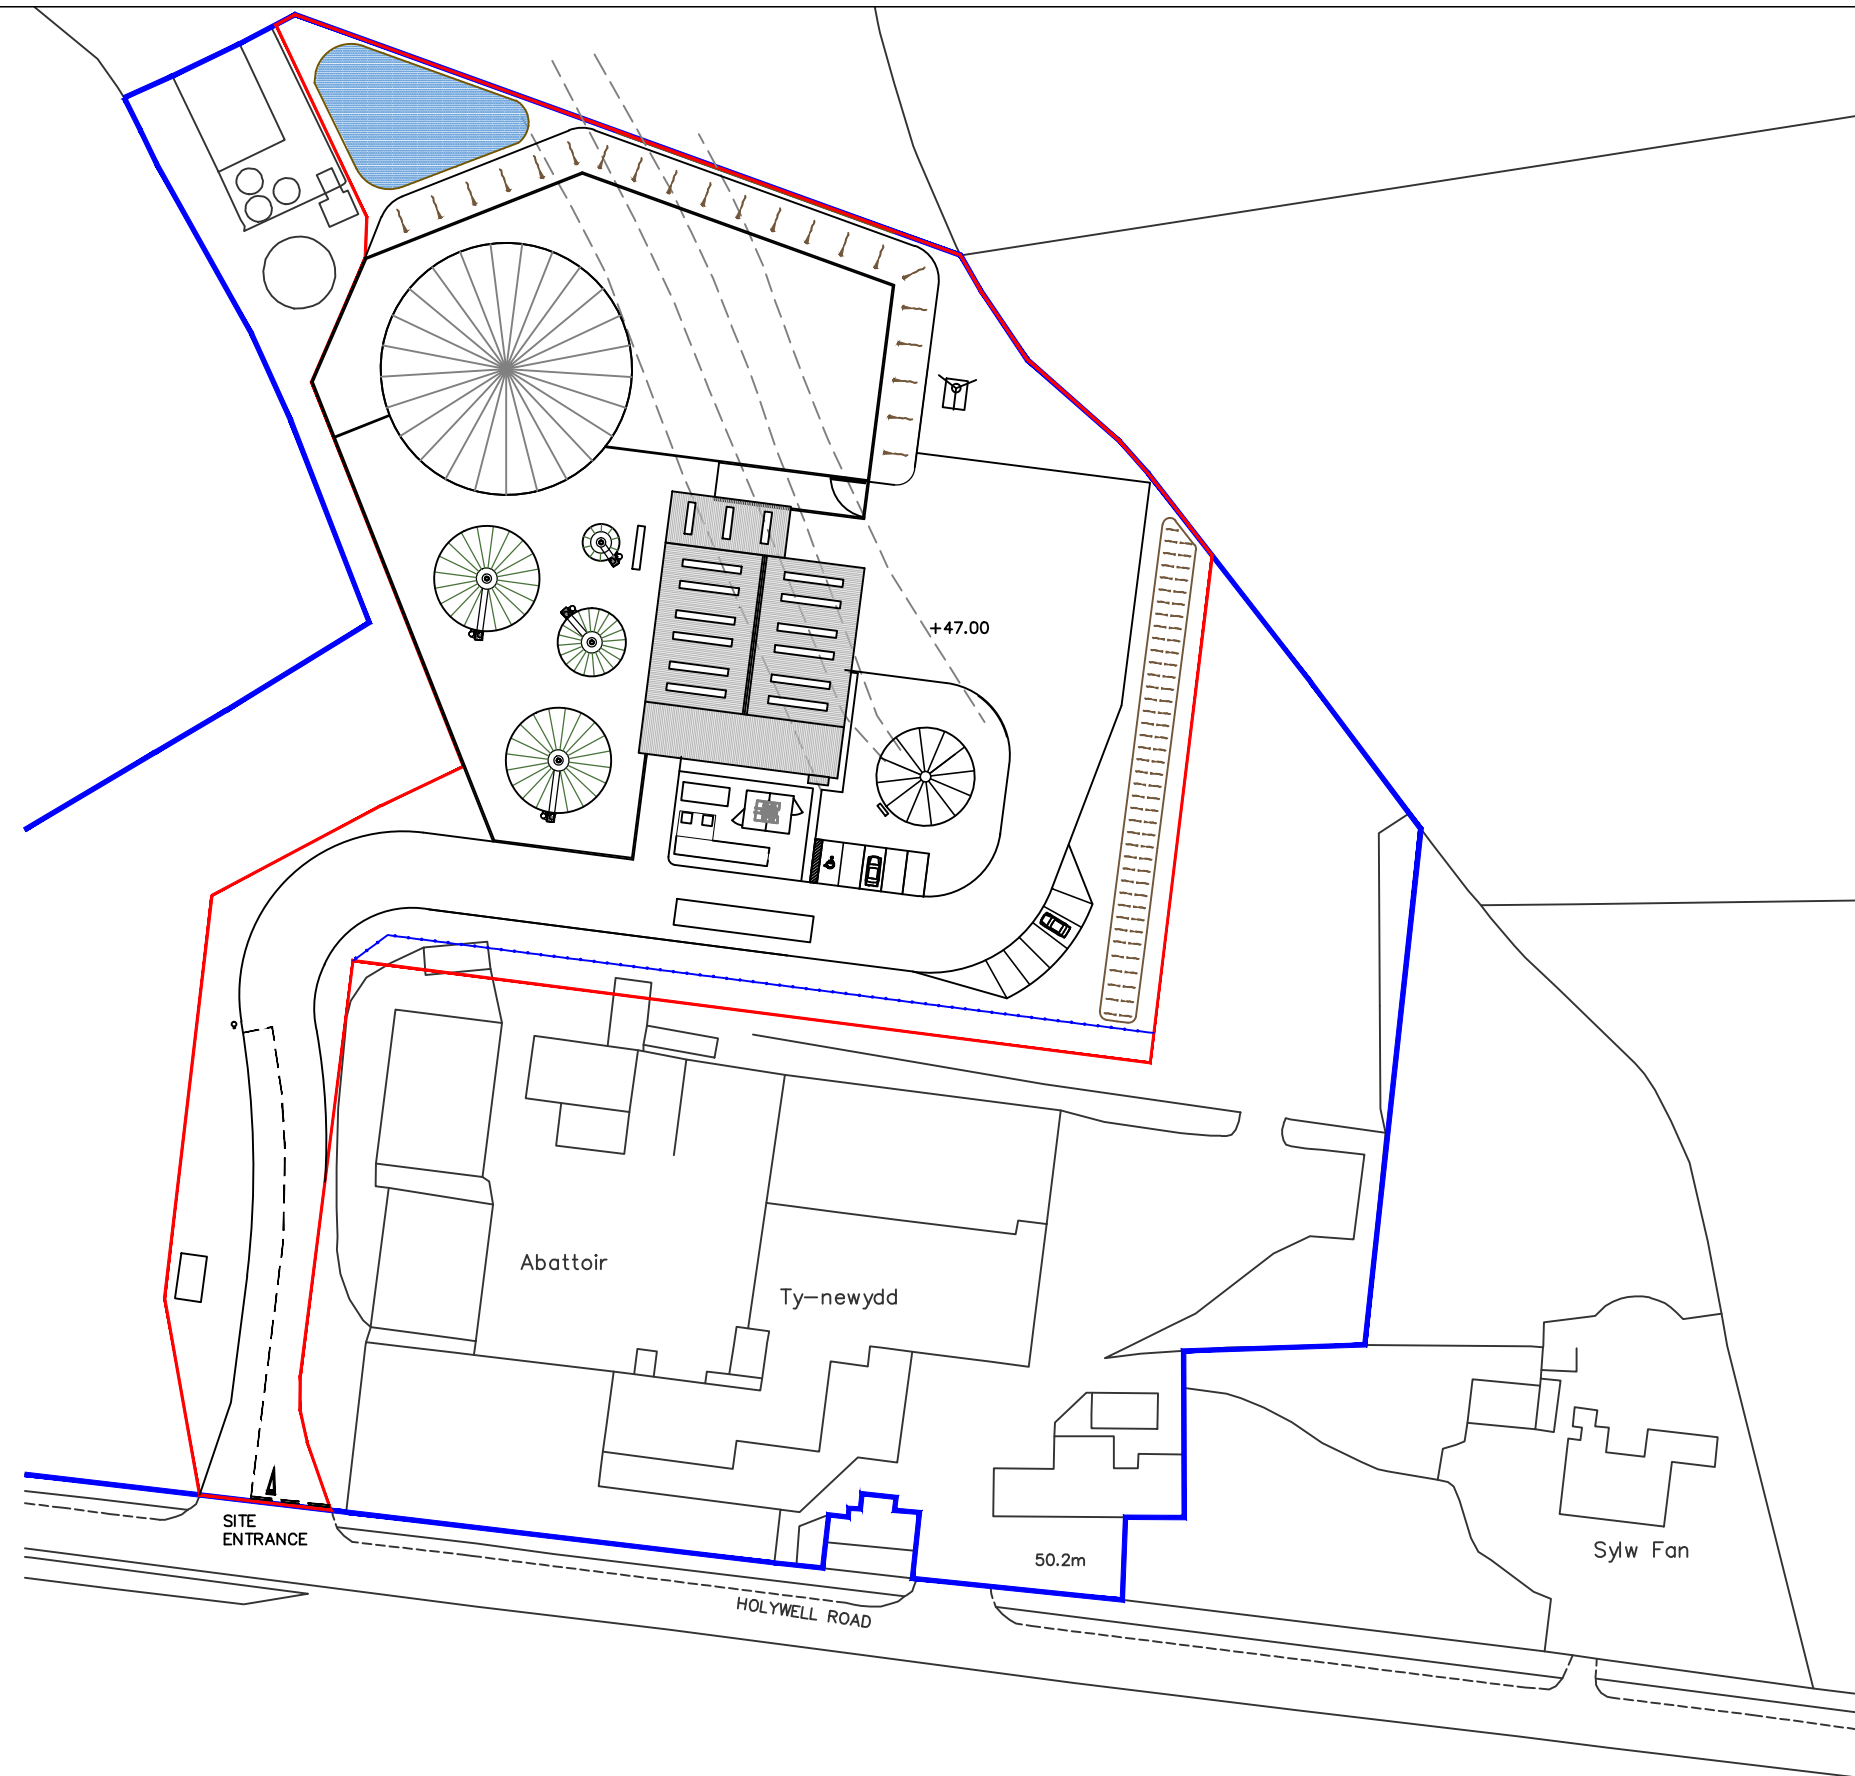 +47.00
Abattoir
Ty-newydd
SITE
ENTRANCE
50.2m
Sylw Fan
HOLYWELL ROAD